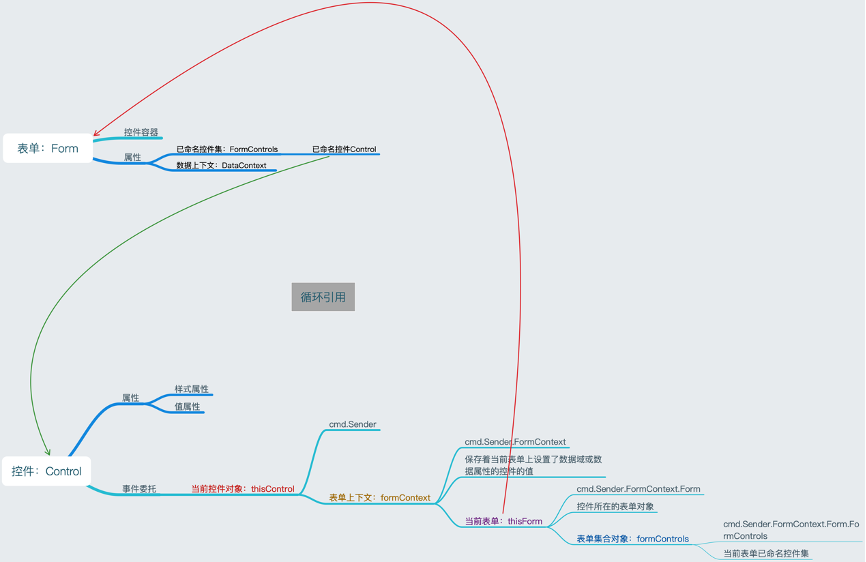 控件容器
表单：Form
属性
已命名控件集：FormControls
已命名控件Control
数据上下文：DataContext
循环引用
样式属性
属性
值属性
cmd.Sender
控件：Control
事件委托
当前控件对象：thisControl
表单上下文：formContext
cmd.Sender.FormContext
保存着当前表单上设置了数据域或数
据属性的控件的值
当前表单：thisForm
cmd.Sender.FormContext.Form
控件所在的表单对象
表单集合对象：formControls
cmd.Sender.FormContext.Form.Fo
rmControls
当前表单已命名控件集